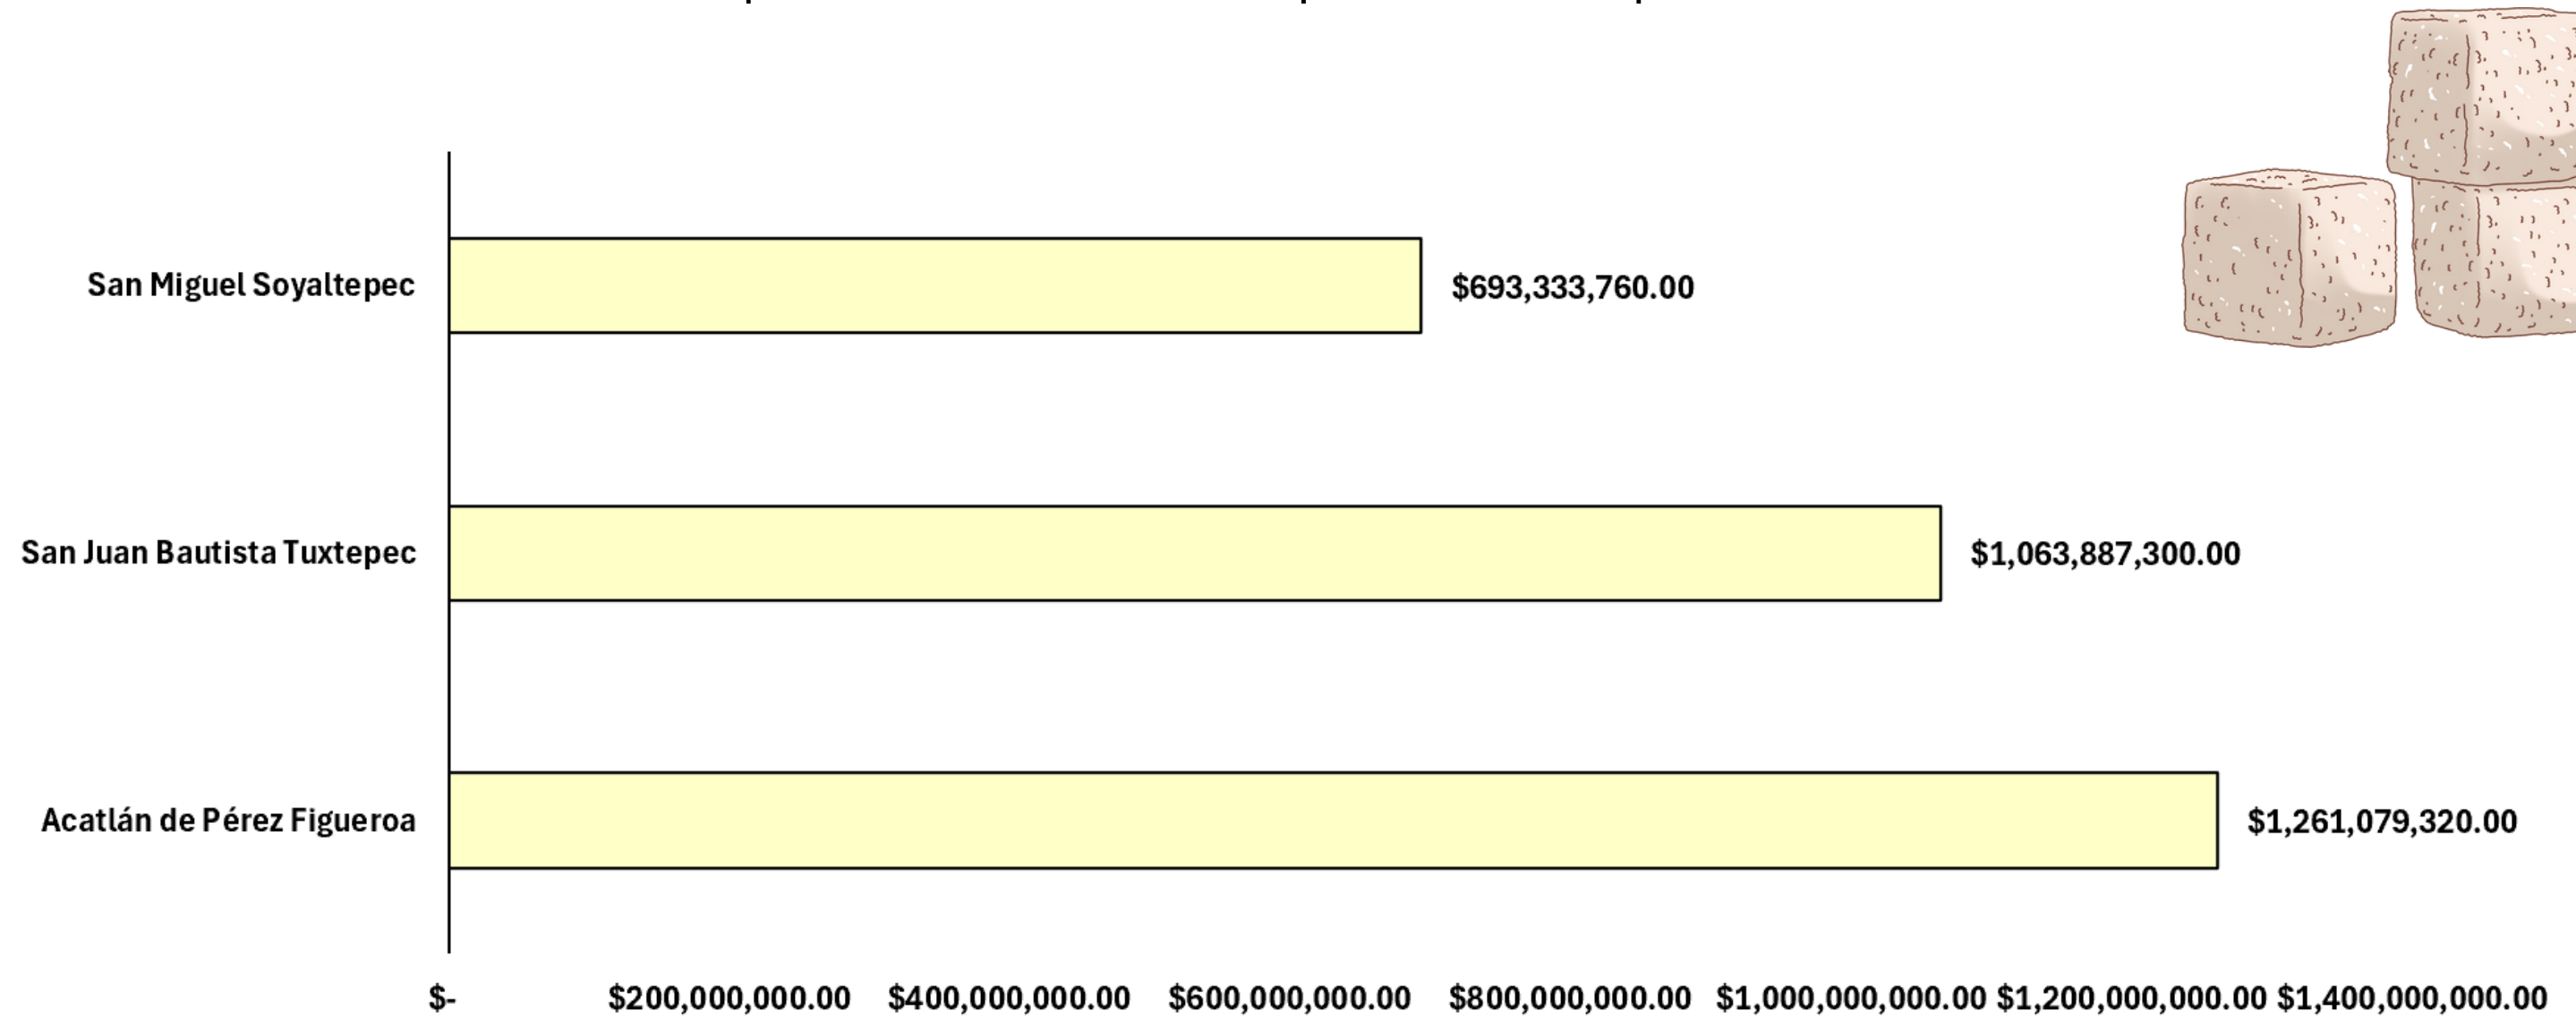 San Miguel Soyaltepec $693,333,760.00
San Juan Bautista Tuxtepec $1,063,887,300.00
Acatlán de Pérez Figueroa $1,261,079,320.00
$- $200,000,000.00 $400,000,000.00 $600,000,000.00 $800,000,000.00 $1,000,000,000.00 $1,200,000,000.00 $1,400,000,000.00